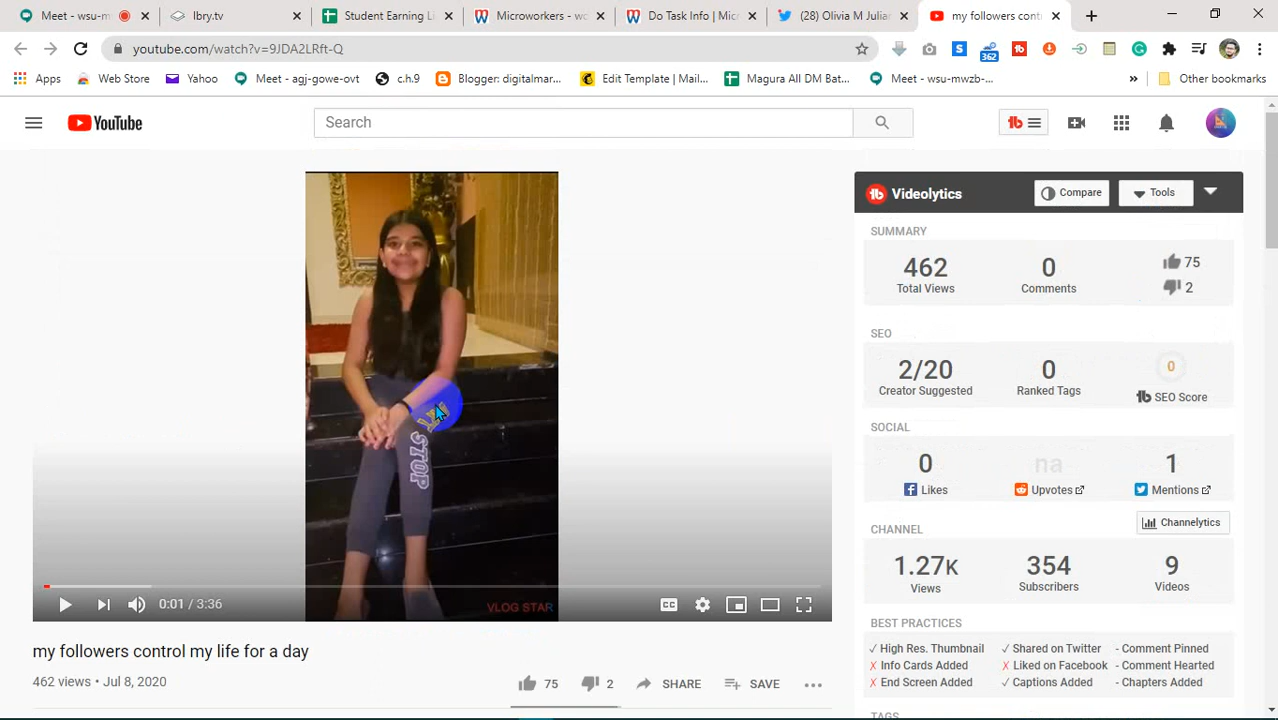 Meet - wsu-m
lbry.tv
Student Earning Li
Microworkers - wo
Do Task Info | Mic
(28) Olivia M Julian
my followers cont
youtube.com/watch?v=9JDA2LRft-Q
362
Apps
Web Store
Yahoo
Meet - agj-gowe-ovt
c.h.9
Blogger: digitalmar...
Edit Template | Mail...
Magura All DM Bat...
Meet - wsu-mwzb-...
»
Other bookmarks
YouTube
Search
STOP
VLOG STAR
0:01 / 3:36
CC
my followers control my life for a day
462 views • Jul 8, 2020
75
2
SHARE
SAVE
Videolytics
Compare
Tools
SUMMARY
462
0
75
Total Views
Comments
2
SEO
2/20
0
0
Creator Suggested
Ranked Tags
SEO Score
SOCIAL
0
na
1
Likes
Upvotes
Mentions
CHANNEL
Channelytics
1.27K
354
9
Views
Subscribers
Videos
BEST PRACTICES
✓ High Res. Thumbnail
✓ Shared on Twitter
- Comment Pinned
✗ Info Cards Added
✗ Liked on Facebook
- Comment Hearted
✗ End Screen Added
✓ Captions Added
- Chapters Added
TAGS